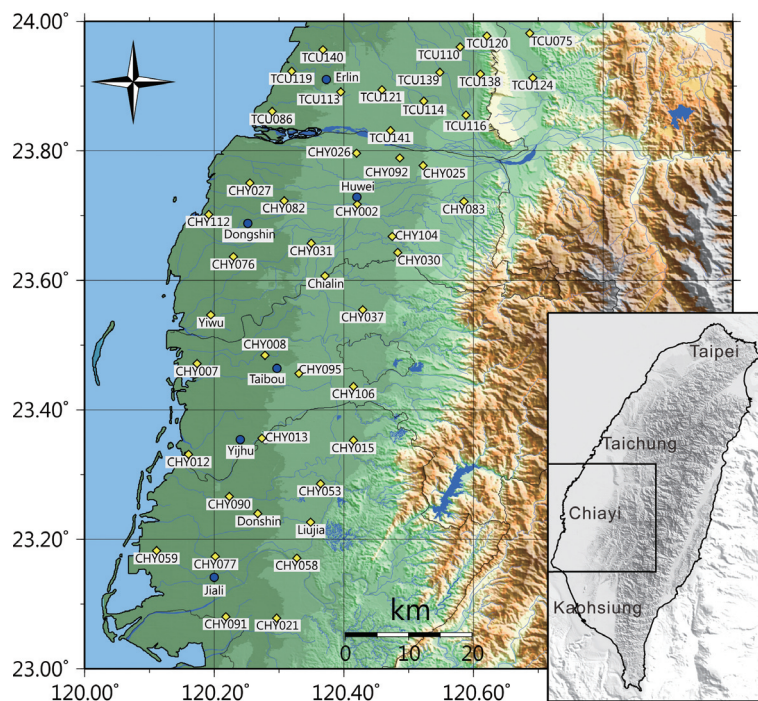 24.00°
TCU120
TCU075
TCU110
TCU140
TCU119
Erlin
TCU139
TCU138
TCU124
TCU113
TCU121
TCU114
TCU086
TCU116
TCU141
23.80°
CHY026
CHY092
CHY025
CHY027
Huwei
CHY082
CHY002
CHY083
CHY112
Dongshin
CHY104
CHY031
CHY030
CHY076
23.60°
Chialin
CHY037
Yiwu
CHY008
CHY007
Taibou
CHY095
CHY106
23.40°
CHY013
Yijhu
CHY015
CHY012
CHY053
CHY090
Donshin
Liujia
23.20°
CHY059
CHY077
CHY058
Jiali
CHY091
CHY021
km
0 10 20
23.00°
120.00° 120.20° 120.40° 120.60°
Taipei
Taichung
Chiayi
Kaohsiung